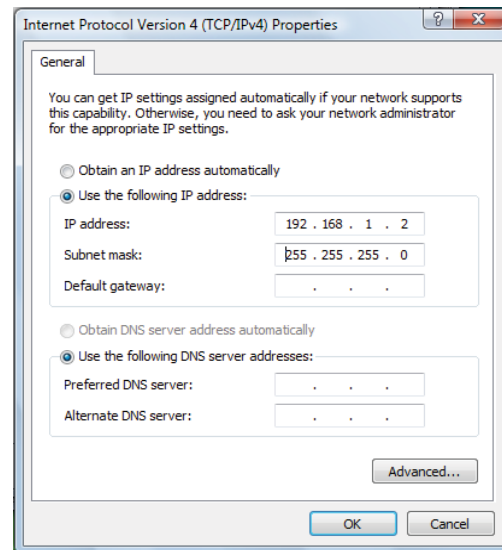 Internet Protocol Version 4 (TCP/IPv4) Properties
General
You can get IP settings assigned automatically if your network supports
this capability. Otherwise, you need to ask your network administrator
for the appropriate IP settings.
Obtain an IP address automatically
Use the following IP address:
IP address: 192 . 168 . 1 . 2
Subnet mask: 255 . 255 . 255 . 0
Default gateway: . . .
Obtain DNS server address automatically
Use the following DNS server addresses:
Preferred DNS server: . . .
Alternate DNS server: . . .
Advanced...
OK Cancel